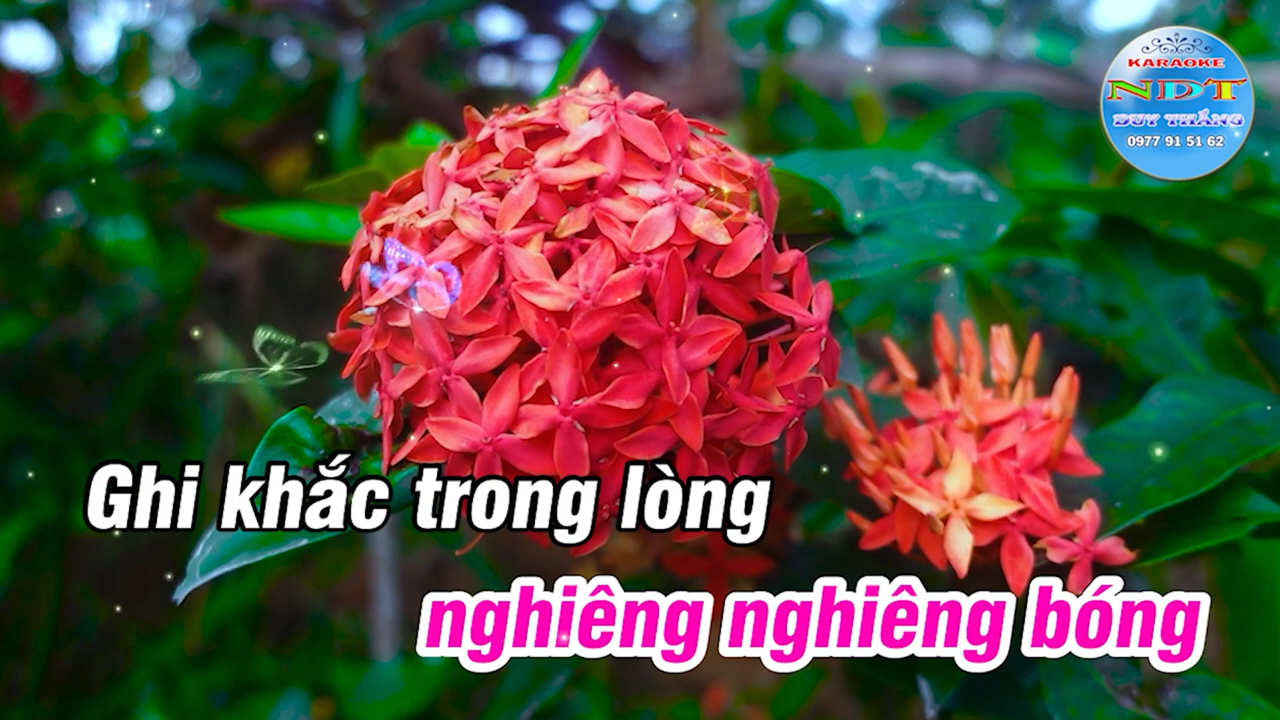 KARAOKE
NDT
DUY THẮNG
0977 91 51 62
Ghi khắc trong lòng
nghiêng nghiêng bóng